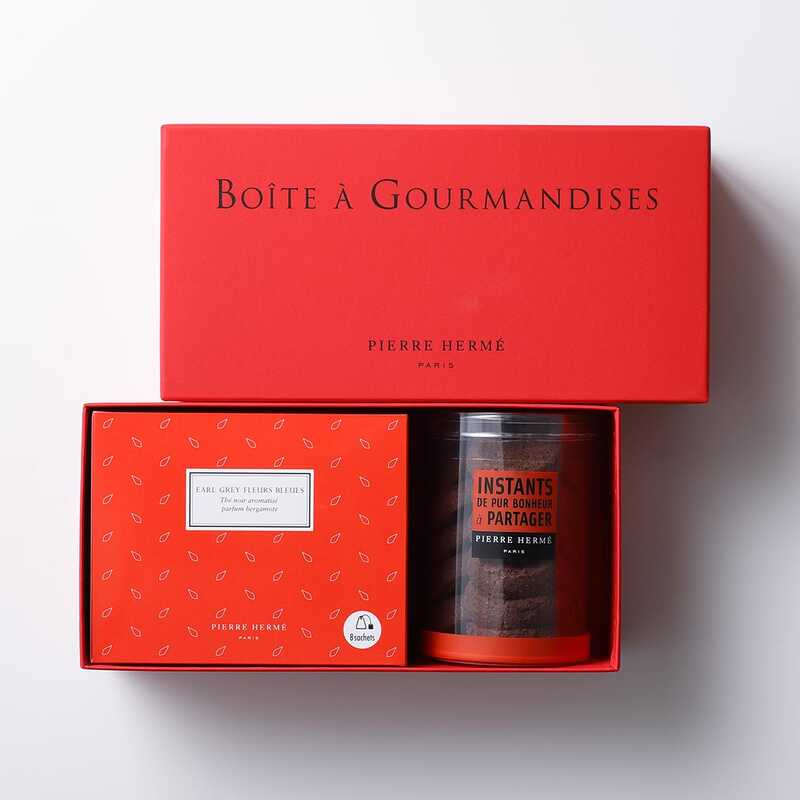 BOÎTE À GOURMANDISES
PIERRE HERMÉ
PARIS
EARL GREY FLEURS BLEUES
Thé noir aromatisé
parfum bergamote
PIERRE HERMÉ
PARIS
8 sachets
INSTANTS
DE PUR BONHEUR
à PARTAGER
PIERRE HERMÉ
PARIS